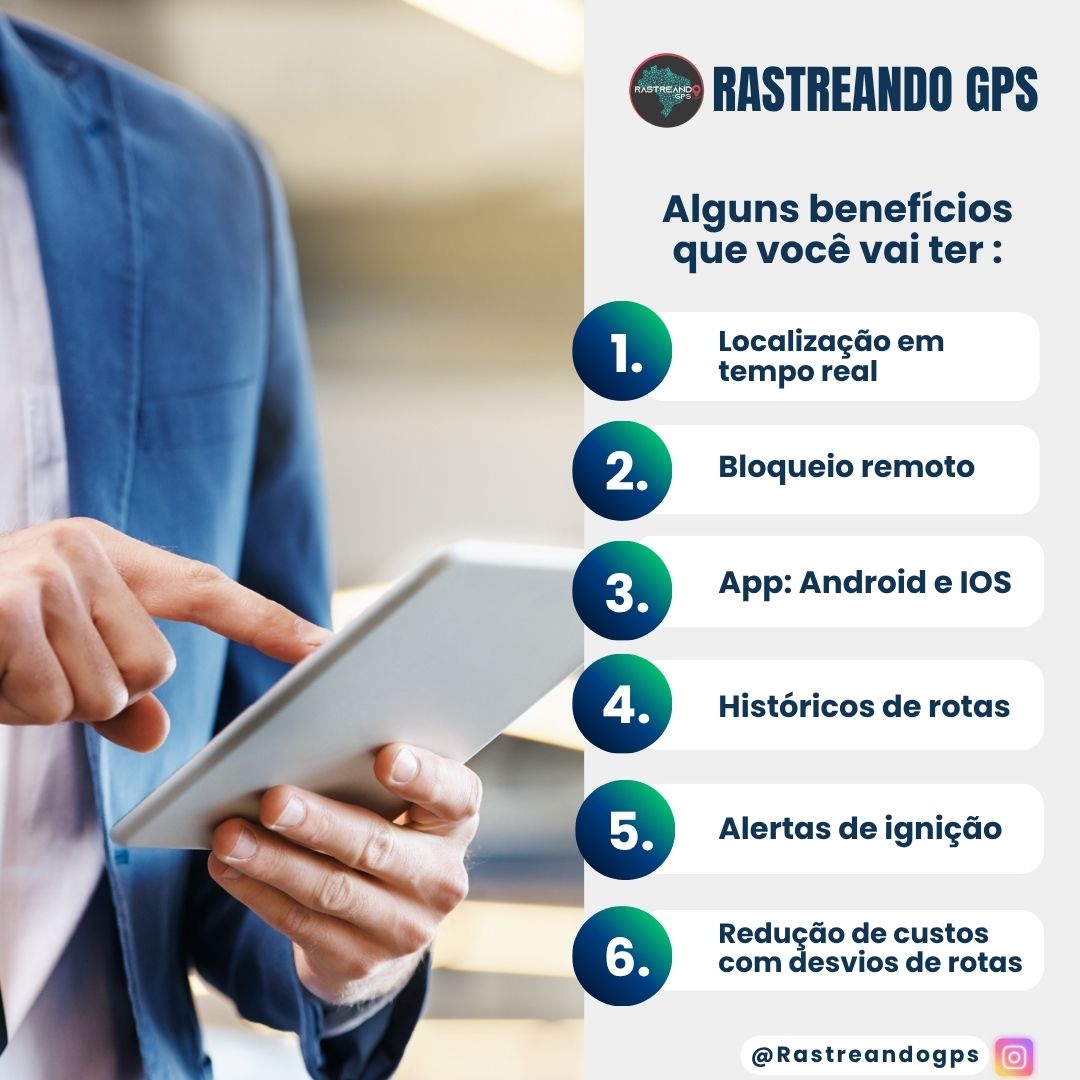 RASTREANDO
GPS
RASTREANDO GPS
Alguns benefícios
que você vai ter :
1.
Localização em
tempo real
2.
Bloqueio remoto
3.
App: Android e IOS
4.
Históricos de rotas
5.
Alertas de ignição
6.
Redução de custos
com desvios de rotas
@Rastreandogps